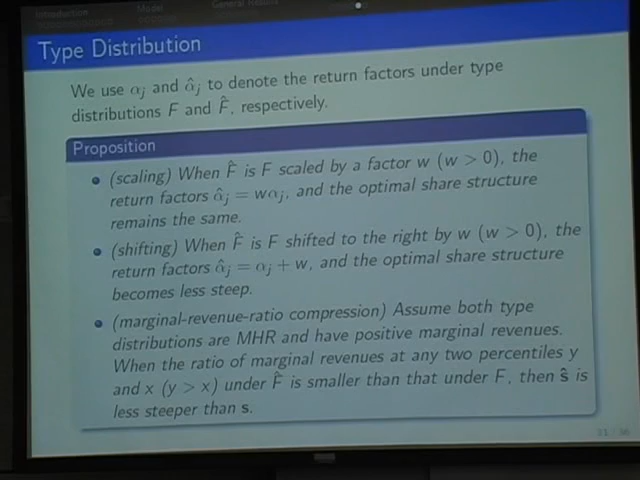 Introduction Model General Results
Type Distribution
We use αj and α̂j to denote the return factors under type
distributions F and F̂, respectively.
Proposition
(scaling) When F̂ is F scaled by a factor w (w > 0), the
return factors α̂j = wαj, and the optimal share structure
remains the same.
(shifting) When F̂ is F shifted to the right by w (w > 0), the
return factors α̂j = αj + w, and the optimal share structure
becomes less steep.
(marginal-revenue-ratio compression) Assume both type
distributions are MHR and have positive marginal revenues.
When the ratio of marginal revenues at any two percentiles y
and x (y > x) under F̂ is smaller than that under F, then ŝ is
less steeper than s.